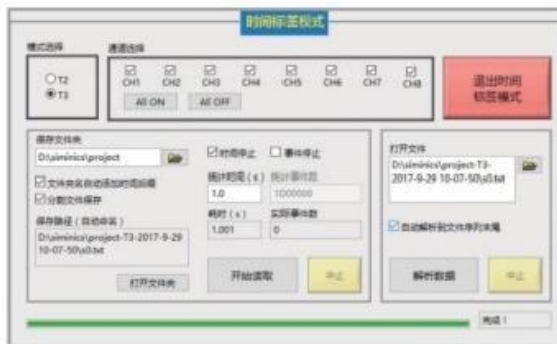 时间标签模式
模式选择
通道选择
T2
T3
CH1 CH2 CH3 CH4 CH5 CH6 CH7 CH8
All ON
All OFF
退出时间
标签模式
保存文件夹
D:\siminics\project
文件夹名自动添加时间后缀
分割文件保存
保存路径(自动命名)
D:\siminics\project-T3-2017-9-29
10-07-50\s0.txt
打开文件夹
时间停止
事件停止
统计时间(s)
统计事件数
1.0
1000000
耗时(s)
实际事件数
1.001
0
开始读取
中止
打开文件
D:\siminics\project-T3-
2017-9-29 10-07-50\s0.txt
自动解析到文件序列末尾
解析数据
中止
完成!